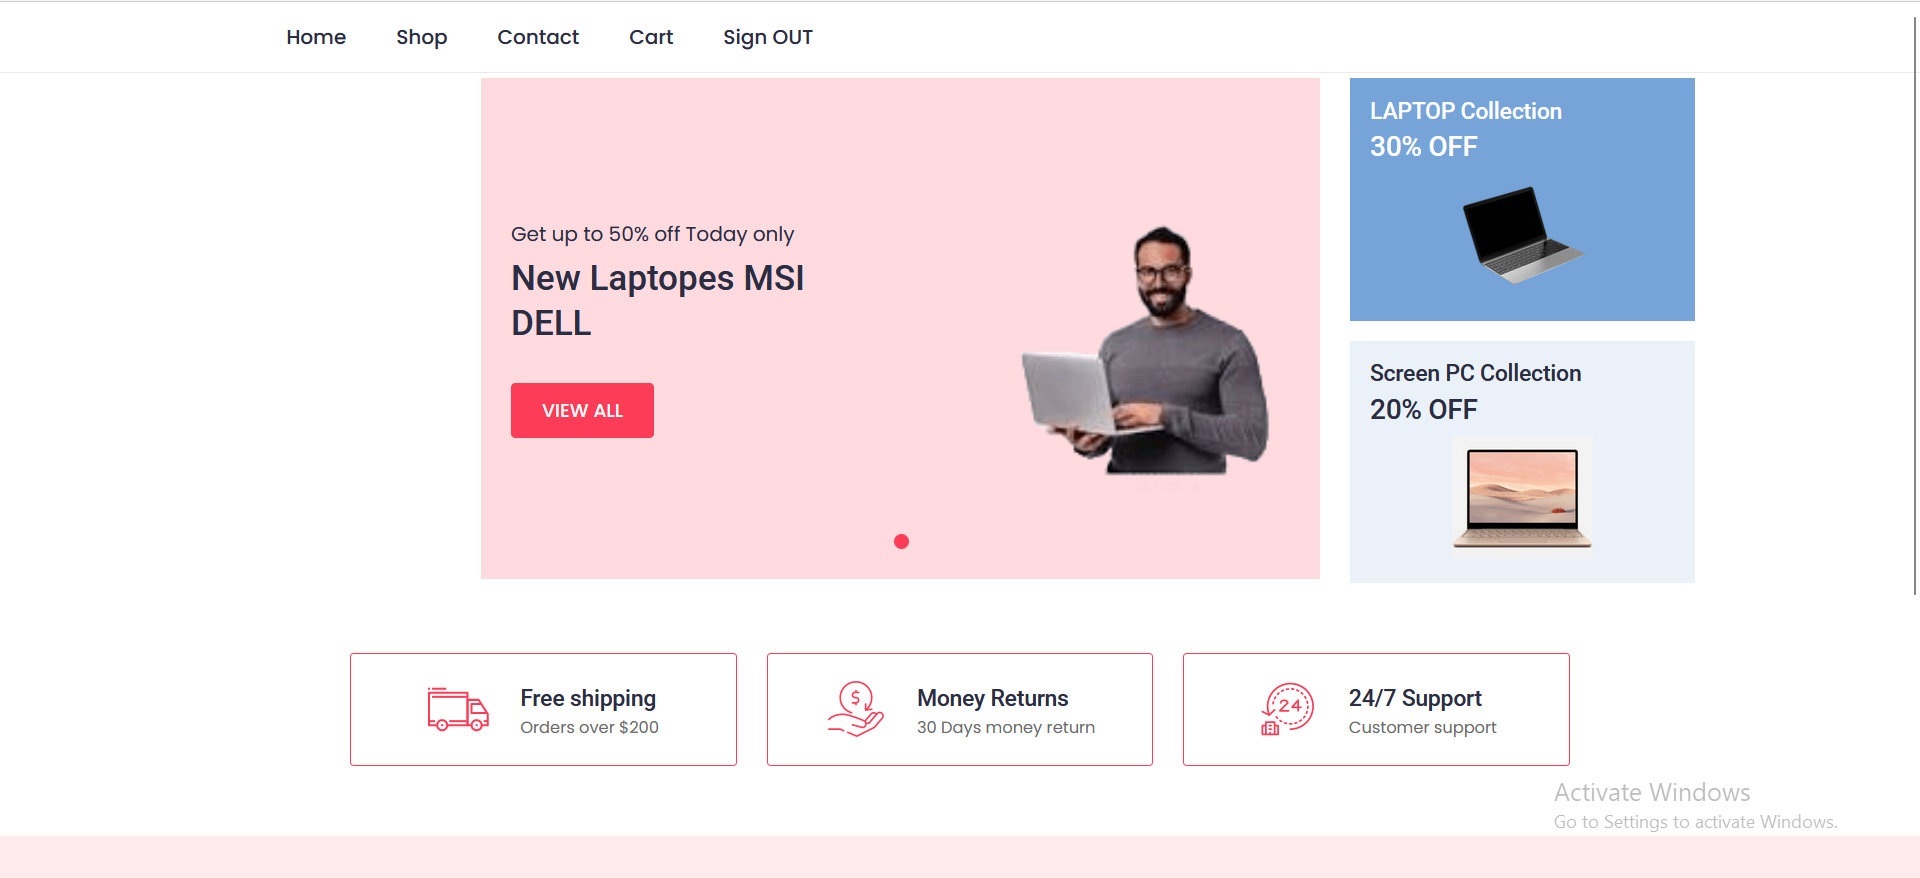 Home Shop Contact Cart Sign OUT
Get up to 50% off Today only
New Laptopes MSI
DELL
VIEW ALL
LAPTOP Collection
30% OFF
Screen PC Collection
20% OFF
Free shipping
Orders over $200
$
Money Returns
30 Days money return
24
24/7 Support
Customer support
Activate Windows
Go to Settings to activate Windows.